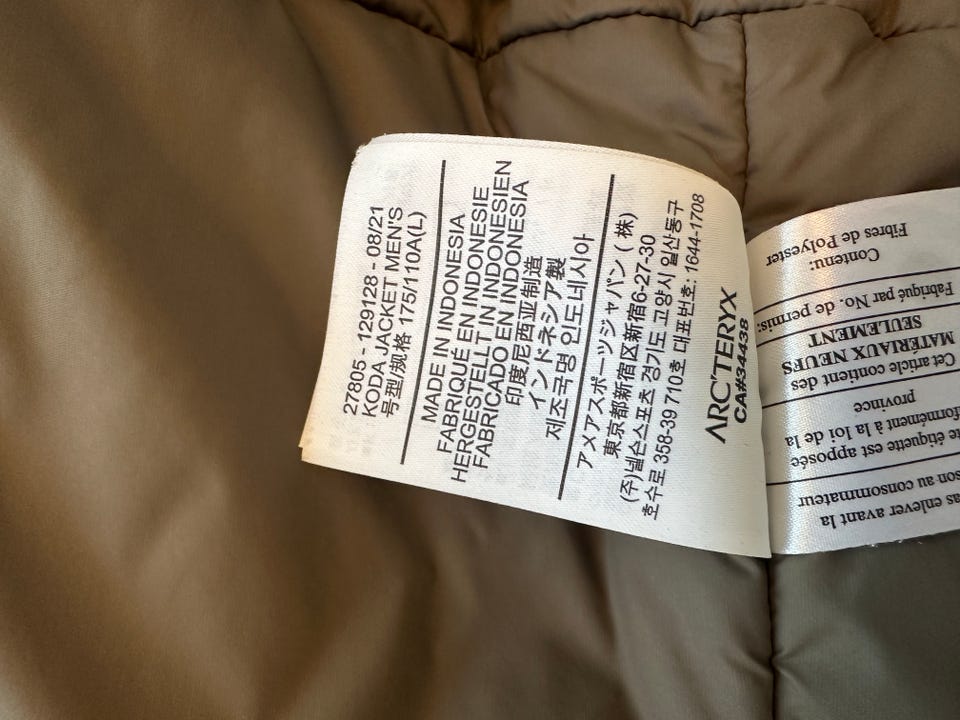 27805 - 129128 - 08/21
KODA JACKET MEN'S
号型/规格 175/110A(L)
MADE IN INDONESIA
FABRIQUÉ EN INDONESIE
HERGESTELLT IN INDONESIEN
FABRICADO EN INDONESIA
印度尼西亚制造
インドネシア製
제조국명 인도네시아
アメアスポーツジャパン ( 株)
東京都新宿区新宿6-27-30
(주)넬슨스포츠 경기도 고양시 일산동구
호수로 358-39 710호 대표번호: 1644-1708
ARC'TERYX
CA#34438
as enlever avant la
son au consommateur
te étiquette est apposée
formément à la loi de la
province
Cet article contient des
MATÉRIAUX NEUFS
SEULEMENT
Fabriqué par No. de permis:
Contenu:
Fibres de Polyester